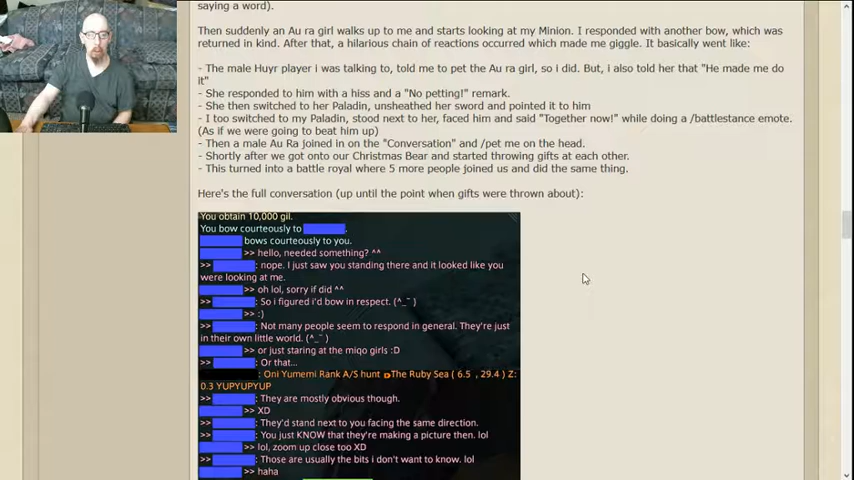 saying a word).
Then suddenly an Au ra girl walks up to me and starts looking at my Minion. I responded with another bow, which was
returned in kind. After that, a hilarious chain of reactions occurred which made me giggle. It basically went like:
- The male Huyr player i was talking to, told me to pet the Au ra girl, so i did. But, i also told her that "He made me do
it"
- She responded to him with a hiss and a "No petting!" remark.
- She then switched to her Paladin, unsheathed her sword and pointed it to him
- I too switched to my Paladin, stood next to her, faced him and said "Together now!" while doing a /battlestance emote.
(As if we were going to beat him up)
- Then a male Au Ra joined in on the "Conversation" and /pet me on the head.
- Shortly after we got onto our Christmas Bear and started throwing gifts at each other.
- This turned into a battle royal where 5 more people joined us and did the same thing.
Here's the full conversation (up until the point when gifts were thrown about):
You obtain 10,000 gil.
You bow courteously to
bows courteously to you.
>> hello, needed something? ^^
>> : nope. I just saw you standing there and it looked like you
were looking at me.
>> oh lol, sorry if did ^^
>> : So i figured i'd bow in respect. (^_~ )
>> :)
>> : Not many people seem to respond in general. They're just
in their own little world. (^_~ )
>> or just staring at the miqo girls :D
>> : Or that...
: Oni Yumemi Rank A/S hunt The Ruby Sea ( 6.5 , 29.4 ) Z:
0.3 YUPYUPYUP
>> : They are mostly obvious though.
>> XD
>> : They'd stand next to you facing the same direction.
>> : You just KNOW that they're making a picture then. lol
>> lol, zoom up close too XD
>> : Those are usually the bits i don't want to know. lol
>> haha